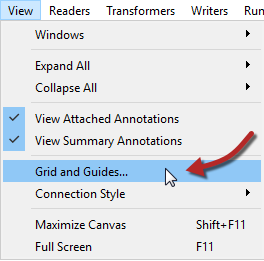 View Readers Transformers Writers
Windows
Expand All
Collapse All
View Attached Annotations
View Summary Annotations
Grid and Guides...
Connection Style
Maximize Canvas Shift+F11
Full Screen F11